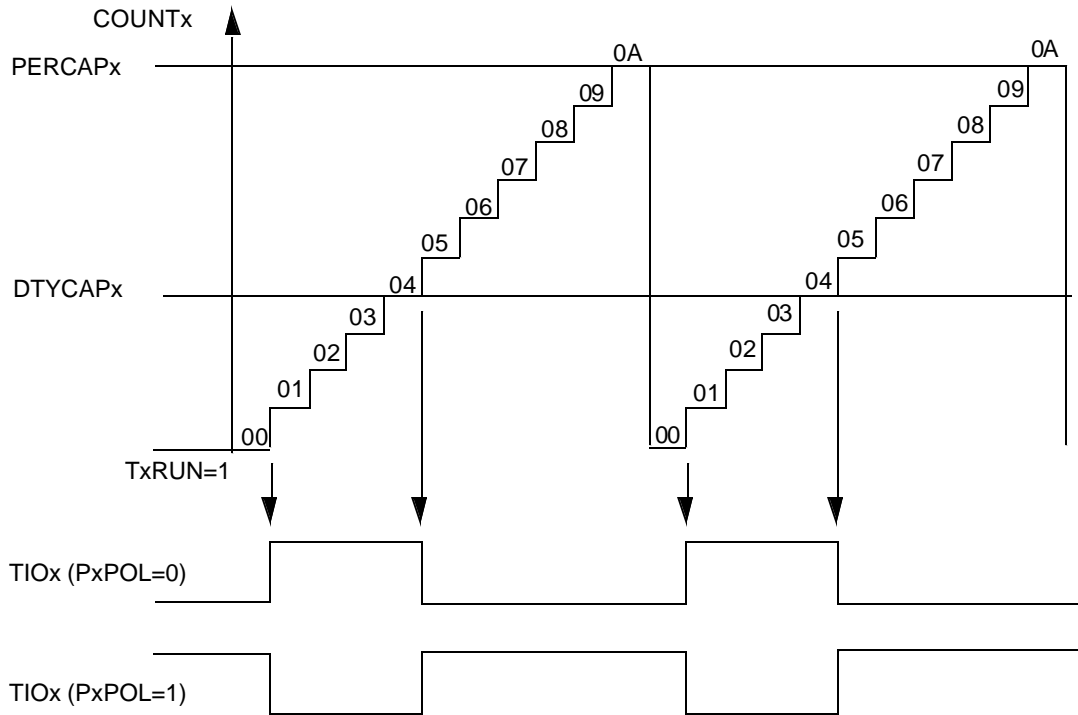 COUNTx
PERCAPx
0A
0A
09
09
08
08
07
07
06
06
05
05
DTYCAPx
04
04
03
03
02
02
01
01
00
00
TxRUN=1
TIOx (PxPOL=0)
TIOx (PxPOL=1)